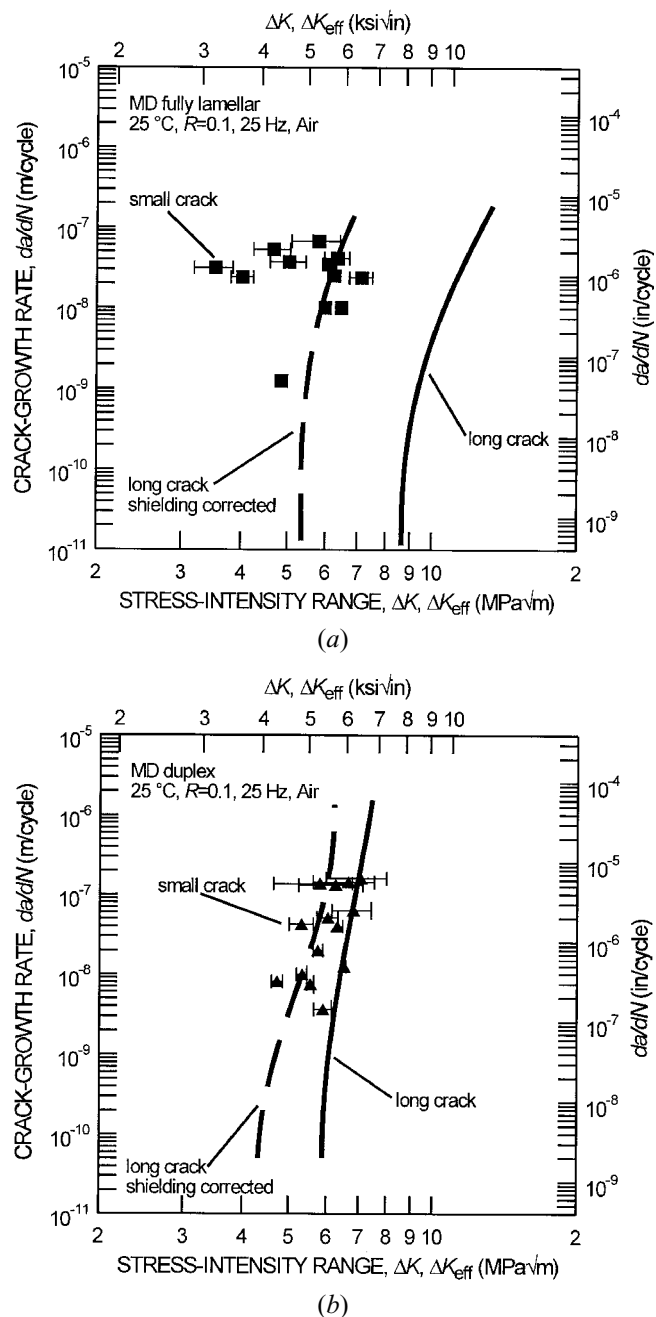 ΔK, ΔKeff (ksi√in)
2 3 4 5 6 7 8 9 10
10⁻⁵
MD fully lamellar
25 °C, R=0.1, 25 Hz, Air
10⁻⁴
10⁻⁶
small crack
10⁻⁵
10⁻⁷
10⁻⁶
10⁻⁸
10⁻⁷
10⁻⁹
long crack
10⁻⁸
10⁻¹⁰
long crack
shielding corrected
10⁻⁹
10⁻¹¹
CRACK-GROWTH RATE, da/dN (m/cycle)
da/dN (in/cycle)
2 3 4 5 6 7 8 9 10 2
STRESS-INTENSITY RANGE, ΔK, ΔKeff (MPa√m)
(a)
ΔK, ΔKeff (ksi√in)
2 3 4 5 6 7 8 9 10
10⁻⁵
MD duplex
25 °C, R=0.1, 25 Hz, Air
10⁻⁴
10⁻⁶
10⁻⁵
small crack
10⁻⁷
10⁻⁶
10⁻⁸
10⁻⁷
10⁻⁹
long crack
10⁻⁸
10⁻¹⁰
long crack
shielding corrected
10⁻⁹
10⁻¹¹
CRACK-GROWTH RATE, da/dN (m/cycle)
da/dN (in/cycle)
2 3 4 5 6 7 8 9 10 2
STRESS-INTENSITY RANGE, ΔK, ΔKeff (MPa√m)
(b)